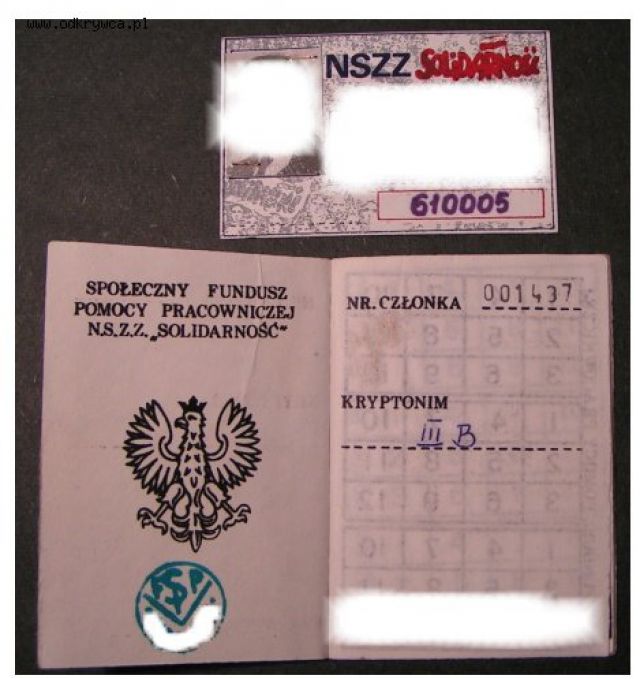 www.odkrywca.pl
NSZZ SOLIDARNOŚĆ
610005
SPOŁECZNY FUNDUSZ
POMOCY PRACOWNICZEJ
N.S.Z.Z. „SOLIDARNOŚĆ"
NR. CZŁONKA 001437
KRYPTONIM
III B